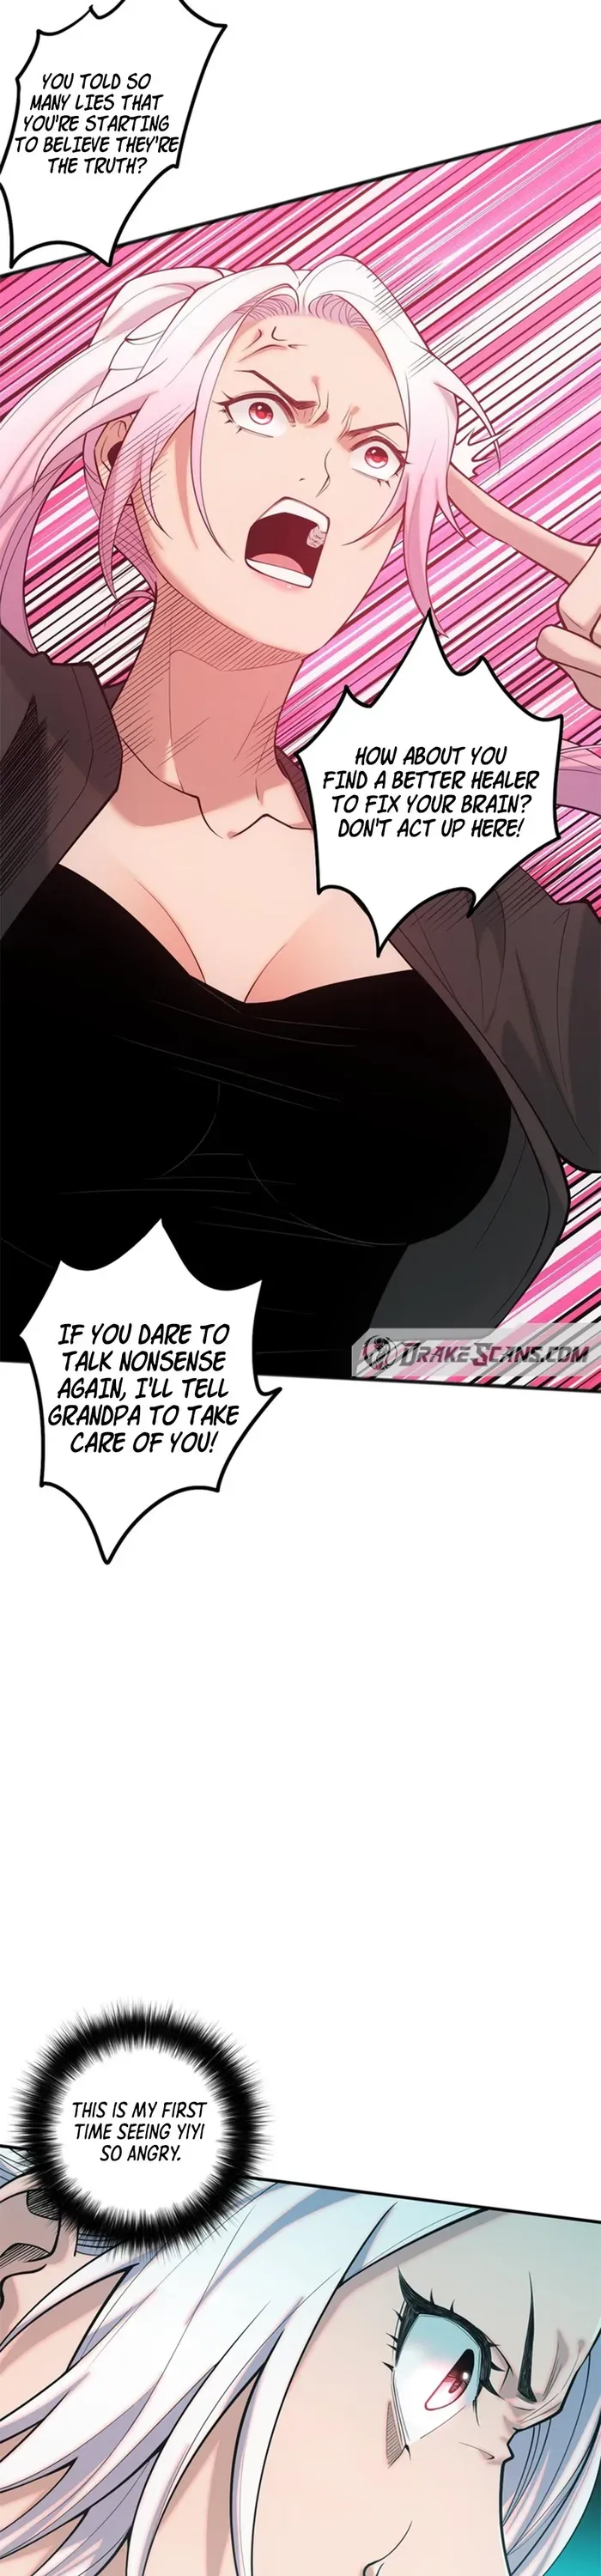 YOU TOLD SO
MANY LIES THAT
YOU'RE STARTING
TO BELIEVE THEY'RE
THE TRUTH?
HOW ABOUT YOU
FIND A BETTER HEALER
TO FIX YOUR BRAIN?
DON'T ACT UP HERE!
DRAKESCANS.COM
IF YOU DARE TO
TALK NONSENSE
AGAIN, I'LL TELL
GRANDPA TO TAKE
CARE OF YOU!
THIS IS MY FIRST
TIME SEEING YIYI
SO ANGRY.